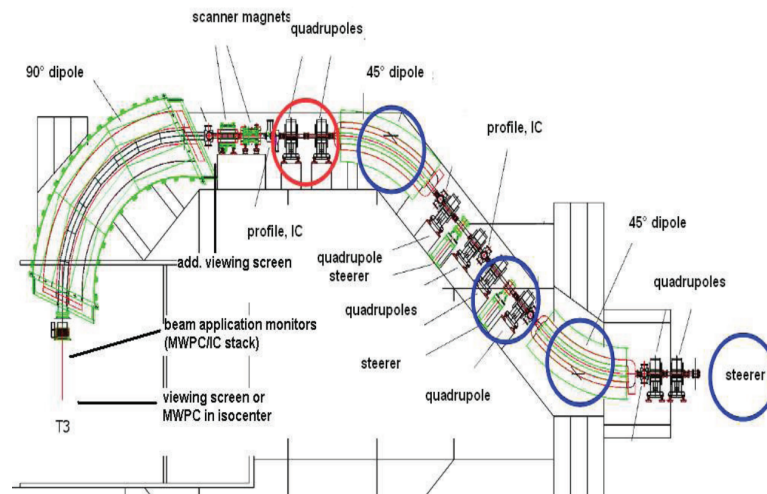 scanner magnets
quadrupoles
90° dipole
45° dipole
profile, IC
profile, IC
add. viewing screen
quadrupole
steerer
45° dipole
quadrupoles
quadrupoles
beam application monitors
(MWPC/IC stack)
steerer
steerer
quadrupole
viewing screen or
MWPC in isocenter
T3